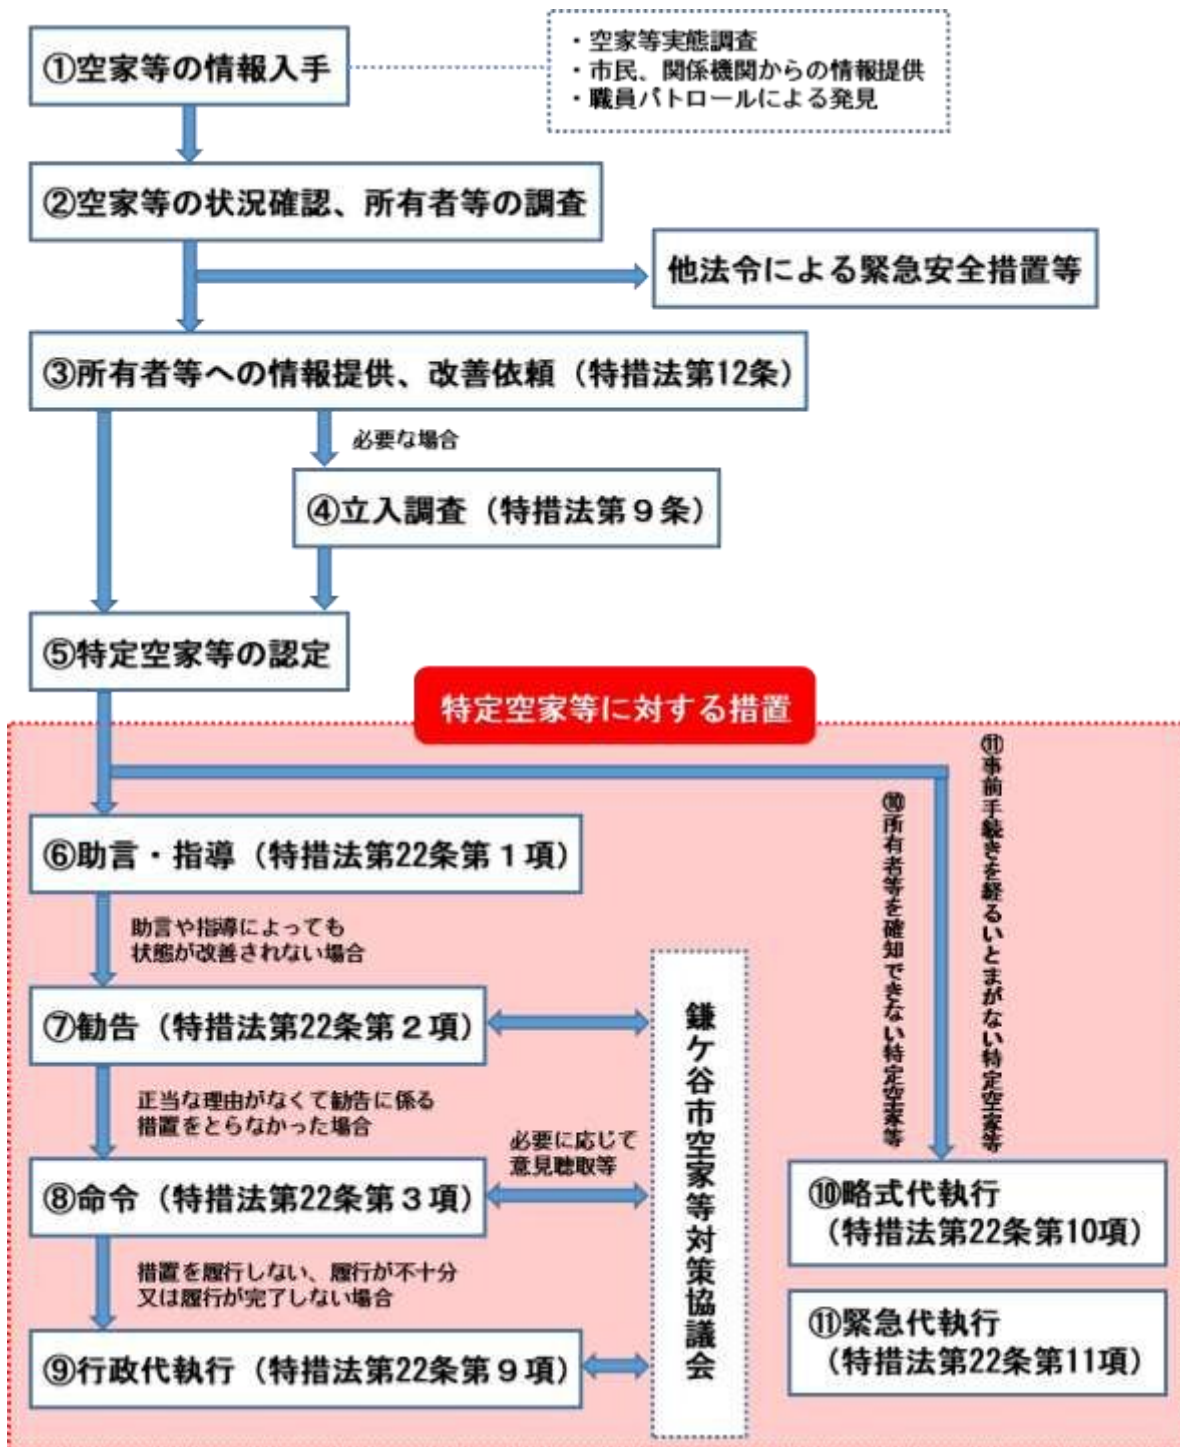 ①空家等の情報入手
・空家等実態調査
・市民、関係機関からの情報提供
・職員パトロールによる発見
②空家等の状況確認、所有者等の調査
他法令による緊急安全措置等
③所有者等への情報提供、改善依頼（特措法第12条）
必要な場合
④立入調査（特措法第９条）
⑤特定空家等の認定
特定空家等に対する措置
⑪事前手続きを経るいとまがない特定空家等
⑩所有者等を確知できない特定空家等
⑥助言・指導（特措法第22条第１項）
助言や指導によっても
状態が改善されない場合
⑦勧告（特措法第22条第２項）
正当な理由がなくて勧告に係る
措置をとらなかった場合
必要に応じて
意見聴取等
⑧命令（特措法第22条第３項）
措置を履行しない、履行が不十分
又は履行が完了しない場合
⑨行政代執行（特措法第22条第９項）
鎌ケ谷市空家等対策協議会
⑩略式代執行
（特措法第22条第10項）
⑪緊急代執行
（特措法第22条第11項）